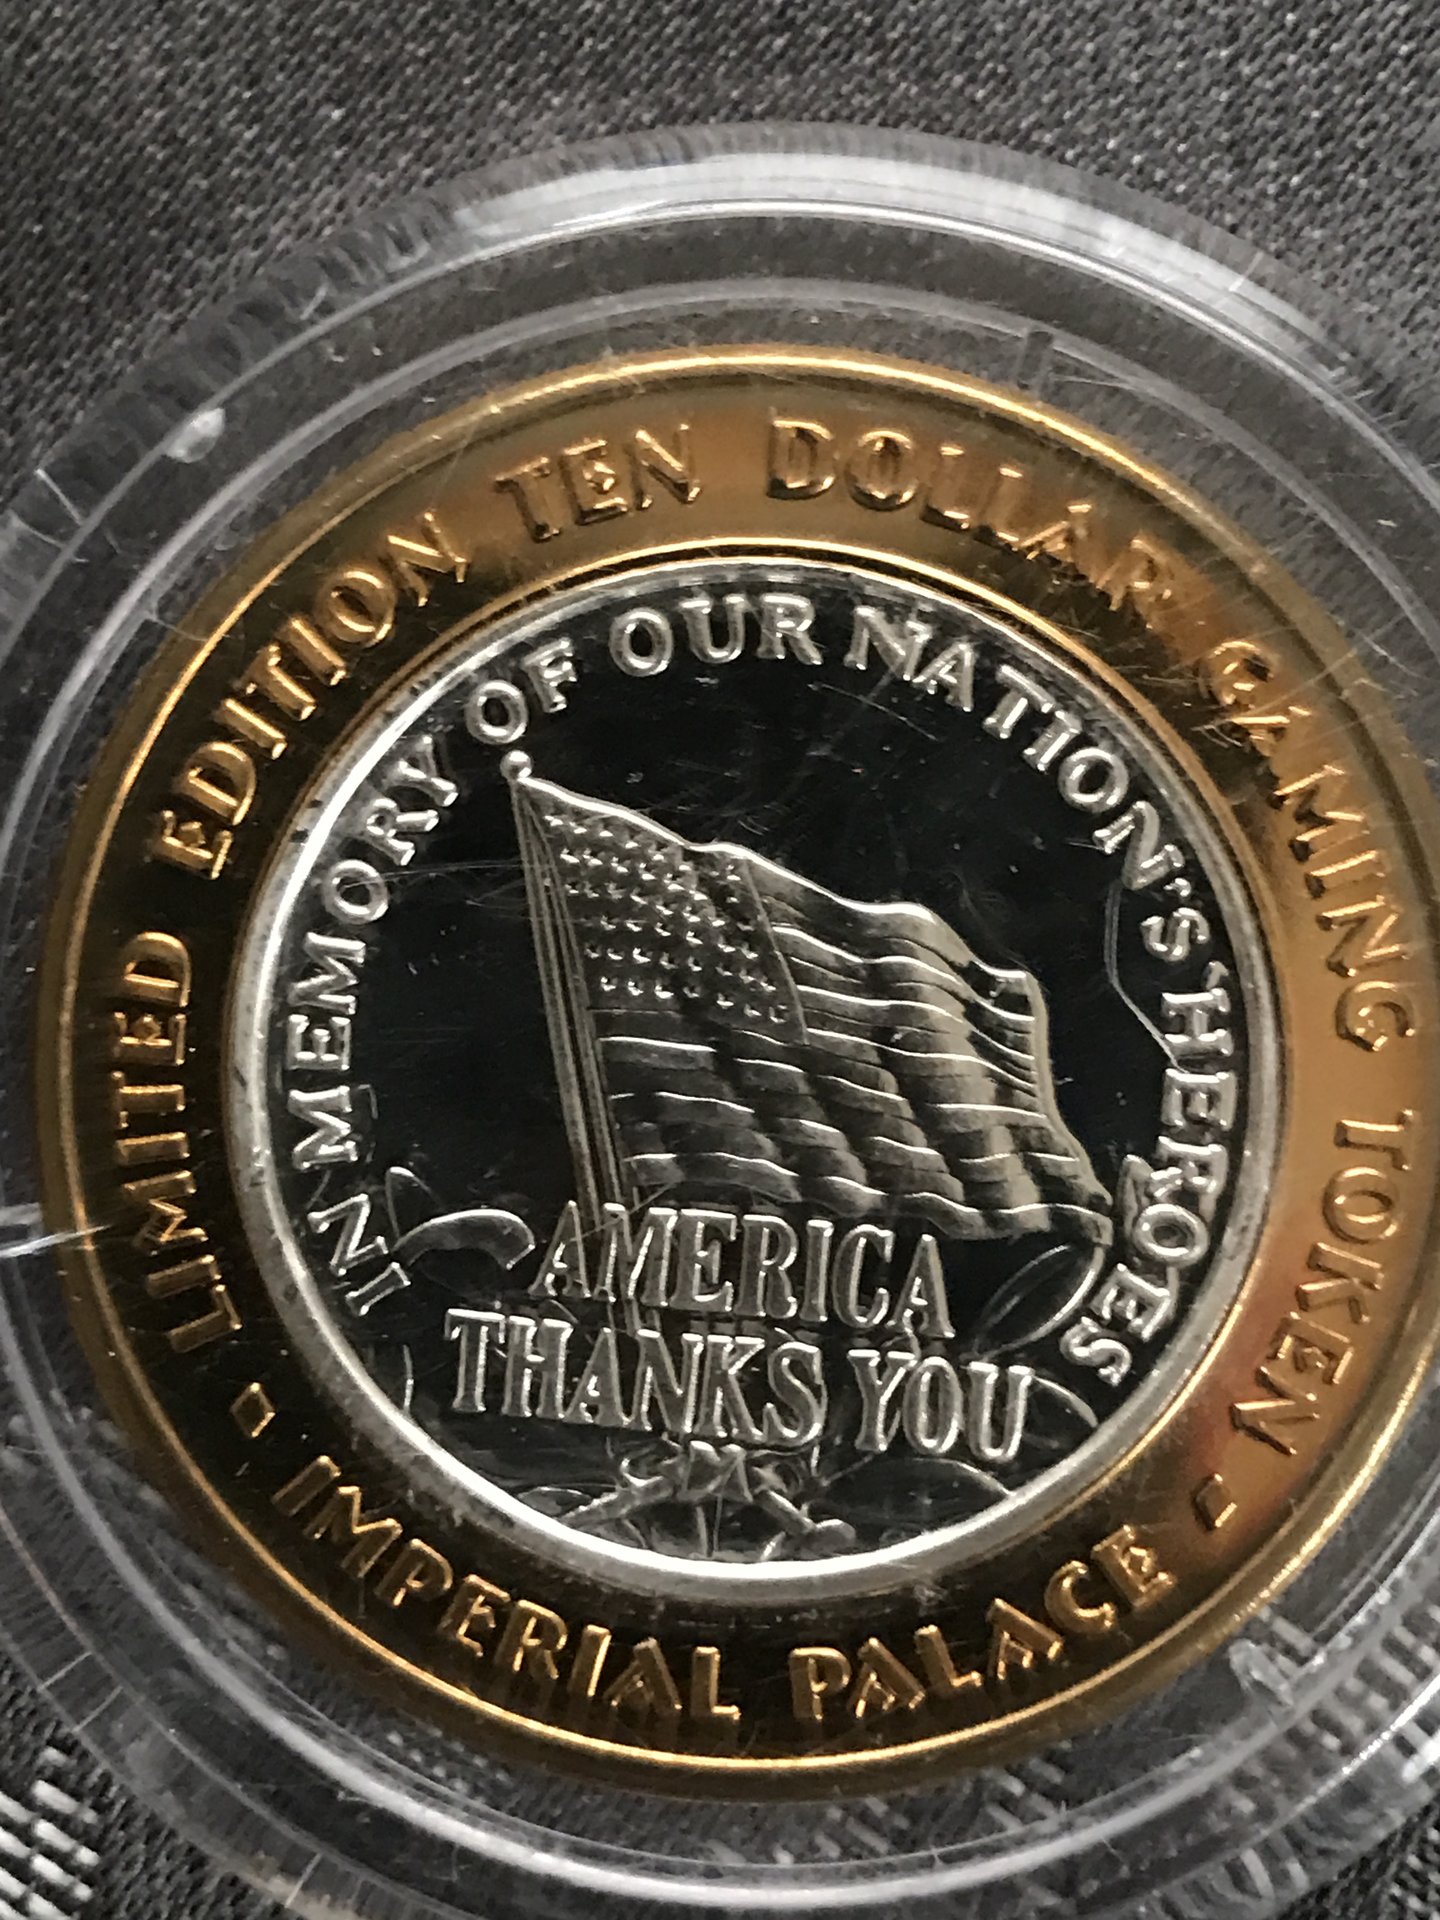 LIMITED EDITION TEN DOLLAR GAMING TOKEN
IN MEMORY OF OUR NATION'S HEROES
AMERICA
THANKS YOU
M
IMPERIAL PALACE